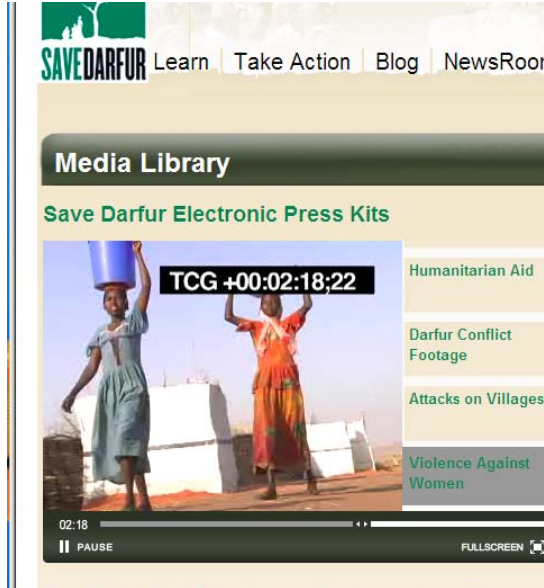 SAVEDARFUR
Learn Take Action Blog NewsRoom
Media Library
Save Darfur Electronic Press Kits
TCG +00:02:18;22
Humanitarian Aid
Darfur Conflict
Footage
Attacks on Villages
Violence Against
Women
02:18
PAUSE
FULLSCREEN